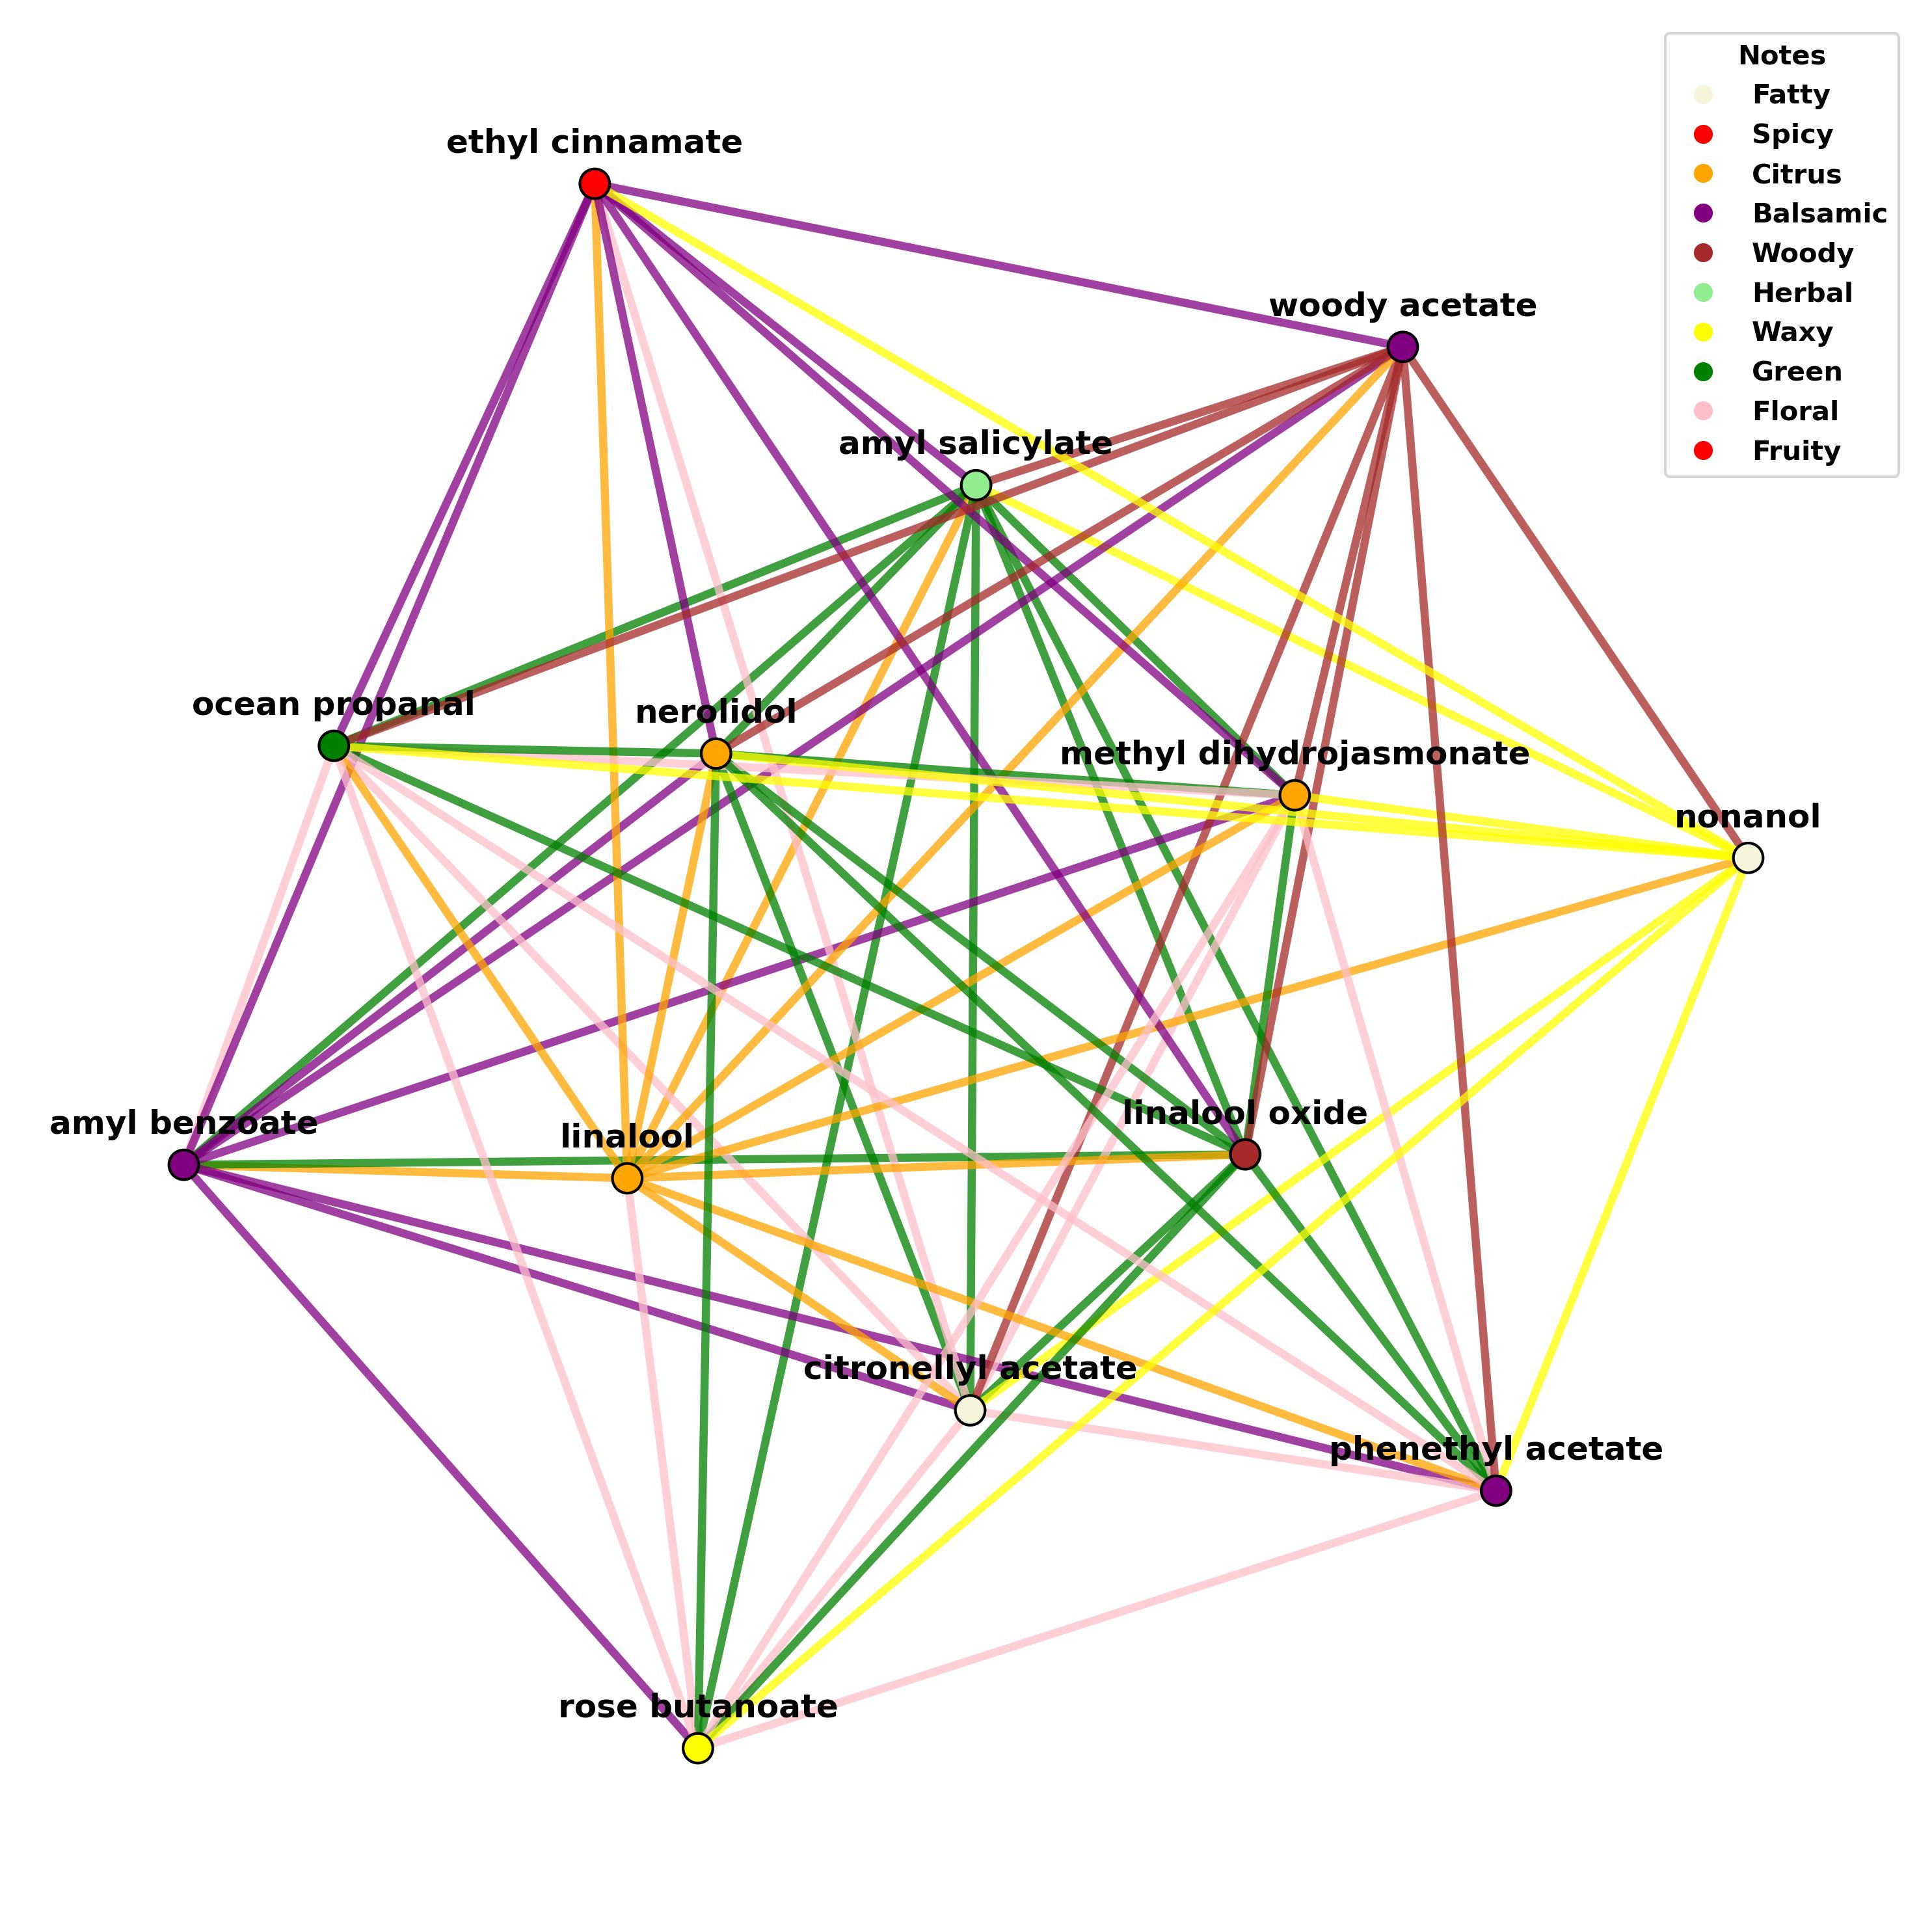 Notes
Fatty
Spicy
Citrus
Balsamic
Woody
Herbal
Waxy
Green
Floral
Fruity
ethyl cinnamate
woody acetate
amyl salicylate
ocean propanal
nerolidol
methyl dihydrojasmonate
nonanol
amyl benzoate
linalool
linalool oxide
citronellyl acetate
phenethyl acetate
rose butanoate